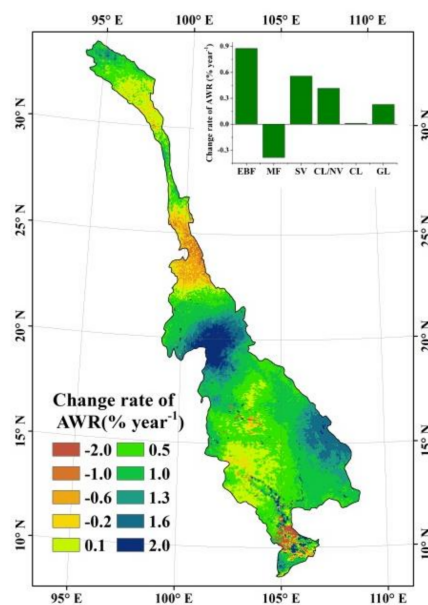 95° E 100° E 105° E 110° E
Change rate of AWR (% year-1)
0.9
0.6
0.3
0.0
-0.3
EBF MF SV CL/NV CL GL
30° N
25° N
20° N
15° N
10° N
30° N
25° N
20° N
15° N
10° N
Change rate of
AWR(% year-1)
-2.0 0.5
-1.0 1.0
-0.6 1.3
-0.2 1.6
0.1 2.0
95° E 100° E 105° E 110° E